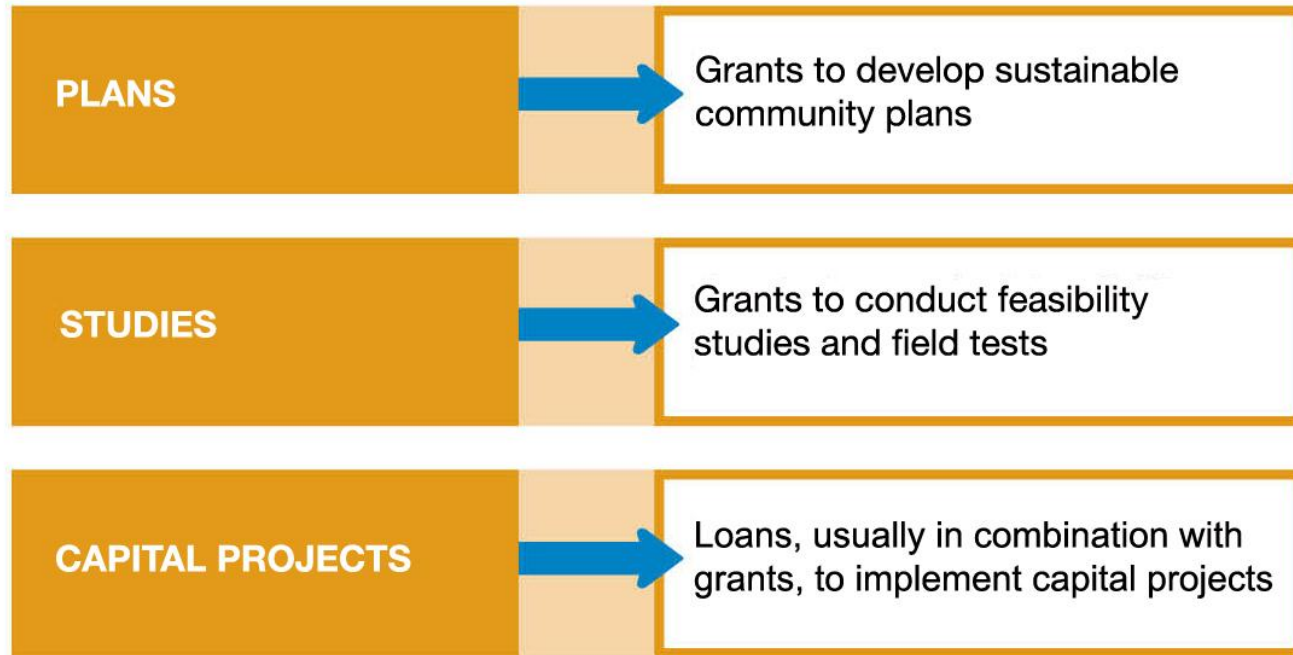 PLANS
Grants to develop sustainable
community plans
STUDIES
Grants to conduct feasibility
studies and field tests
CAPITAL PROJECTS
Loans, usually in combination with
grants, to implement capital projects